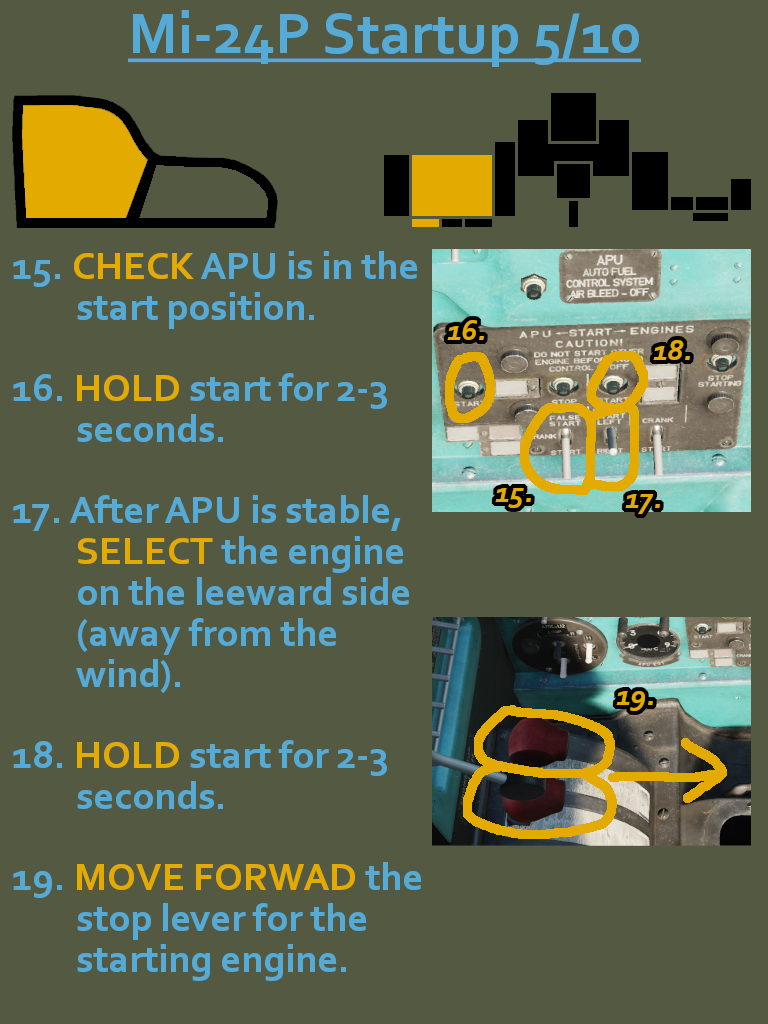 Mi-24P Startup 5/10
15. CHECK APU is in the
start position.
16. HOLD start for 2-3
seconds.
17. After APU is stable,
SELECT the engine
on the leeward side
(away from the
wind).
18. HOLD start for 2-3
seconds.
19. MOVE FORWAD the
stop lever for the
starting engine.
APU
AUTO FUEL
CONTROL SYSTEM
AIR BLEED - OFF
APU ← START → ENGINES
CAUTION!
DO NOT START
ENGINE BEFORE
CONTROL OFF
16.
18.
START
STOP
START
STOP
STARTING
FALSE
START
START
LEFT
CRANK
CRANK
START
RIGHT
START
15.
17.
START
19.